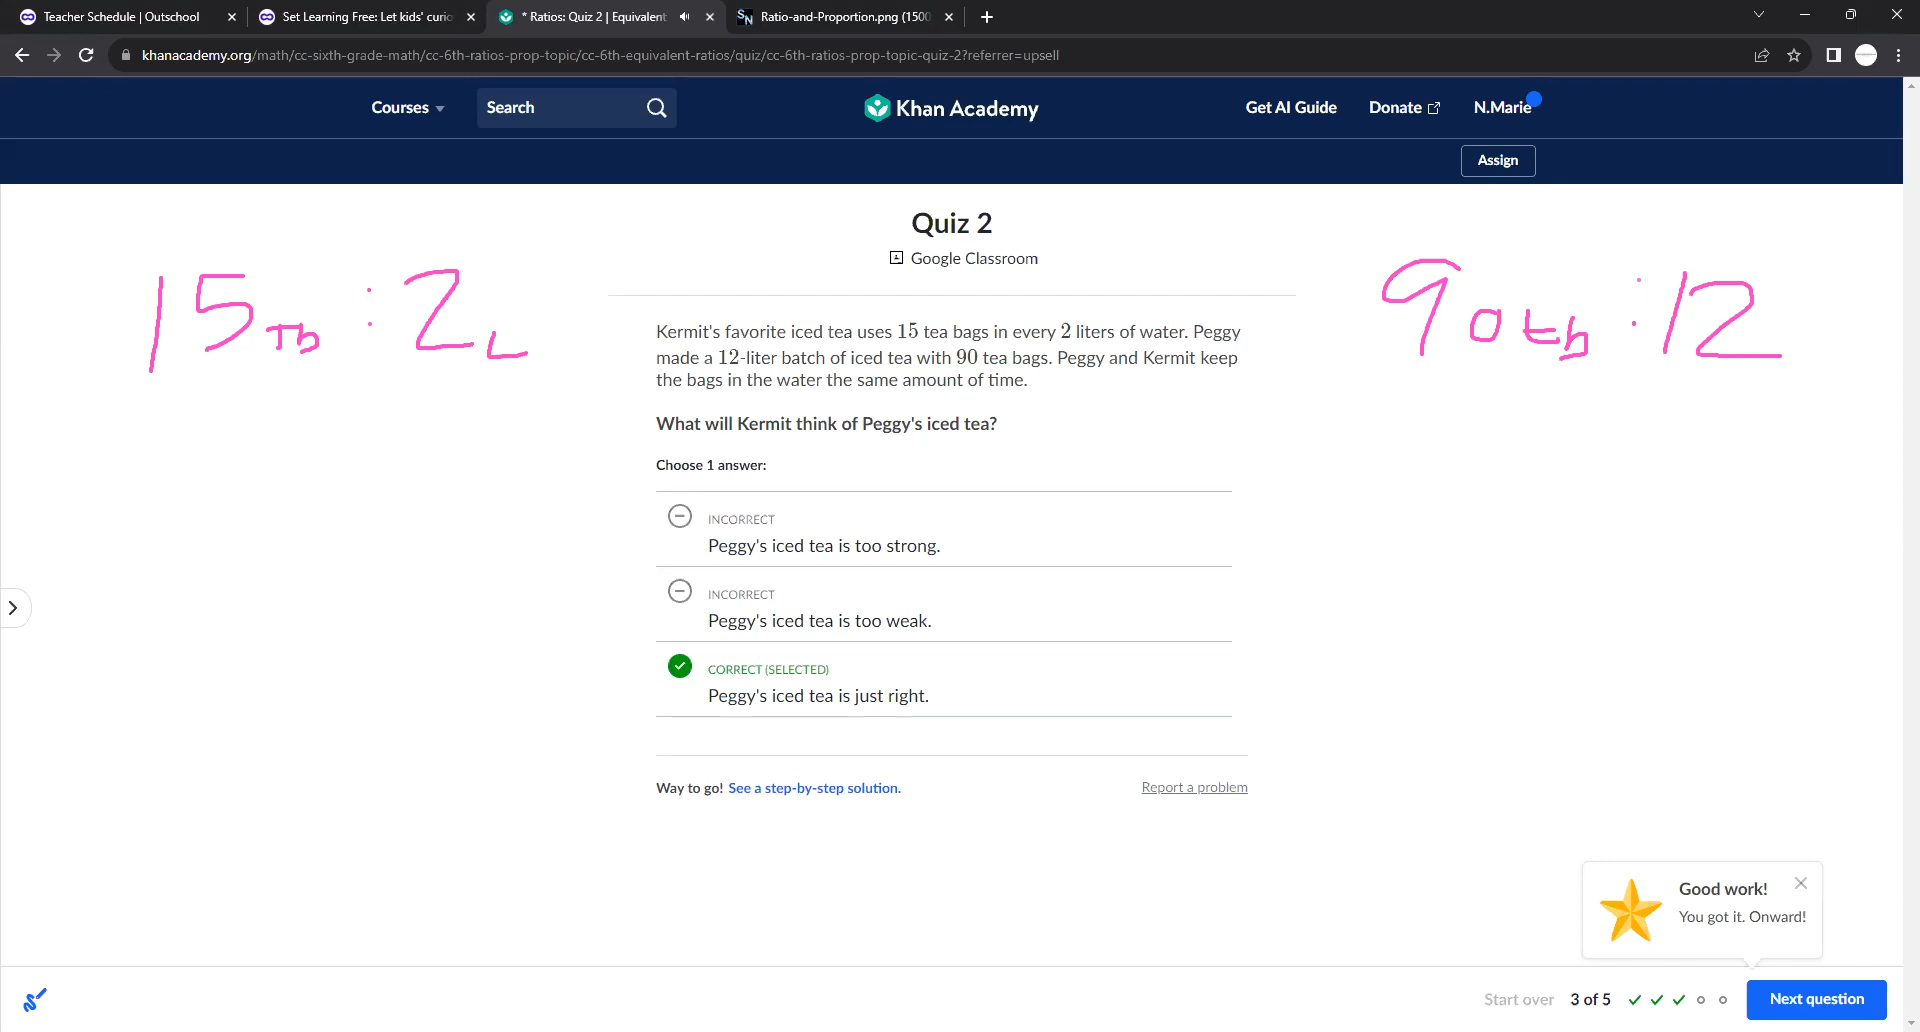 Teacher Schedule | Outschool
Set Learning Free: Let kids' curio
* Ratios: Quiz 2 | Equivalent
SN Ratio-and-Proportion.png (1500
khanacademy.org/math/cc-sixth-grade-math/cc-6th-ratios-prop-topic/cc-6th-equivalent-ratios/quiz/cc-6th-ratios-prop-topic-quiz-2?referrer=upsell
Courses
Search
Khan Academy
Get AI Guide
Donate
N.Marie
Assign
Quiz 2
Google Classroom
15Tb : 2L
90tb : 12
Kermit's favorite iced tea uses 15 tea bags in every 2 liters of water. Peggy
made a 12-liter batch of iced tea with 90 tea bags. Peggy and Kermit keep
the bags in the water the same amount of time.
What will Kermit think of Peggy's iced tea?
Choose 1 answer:
INCORRECT
Peggy's iced tea is too strong.
INCORRECT
Peggy's iced tea is too weak.
CORRECT (SELECTED)
Peggy's iced tea is just right.
Way to go! See a step-by-step solution.
Report a problem
Good work!
You got it. Onward!
Start over
3 of 5
Next question